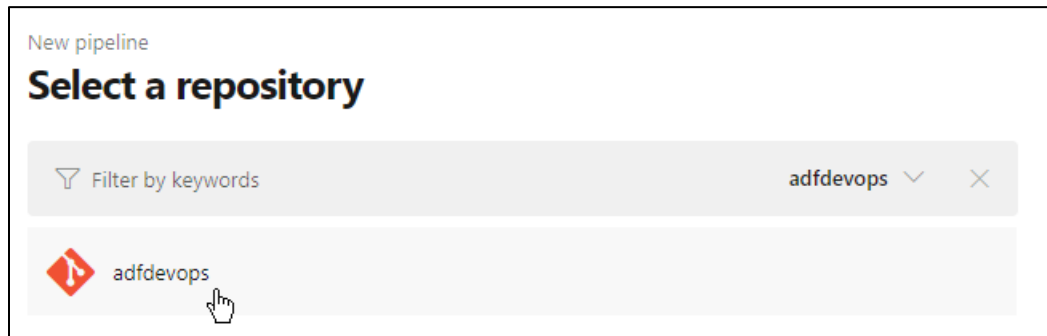 New pipeline
Select a repository
Filter by keywords adfdevops
adfdevops